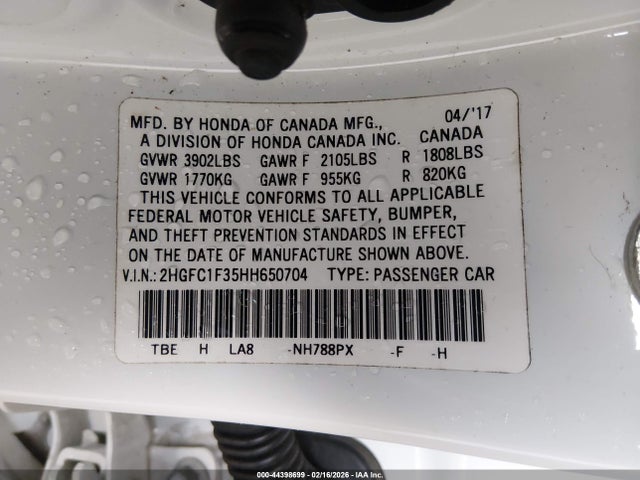 MFD. BY HONDA OF CANADA MFG., 04/'17
A DIVISION OF HONDA CANADA INC. CANADA
GVWR 3902LBS GAWR F 2105LBS R 1808LBS
GVWR 1770KG GAWR F 955KG R 820KG
THIS VEHICLE CONFORMS TO ALL APPLICABLE
FEDERAL MOTOR VEHICLE SAFETY, BUMPER,
AND THEFT PREVENTION STANDARDS IN EFFECT
ON THE DATE OF MANUFACTURE SHOWN ABOVE.
V.I.N.: 2HGFC1F35HH650704 TYPE: PASSENGER CAR
TBE H LA8 -NH788PX -F -H
000-44398699 - 02/16/2026 - IAA Inc. - Copyright